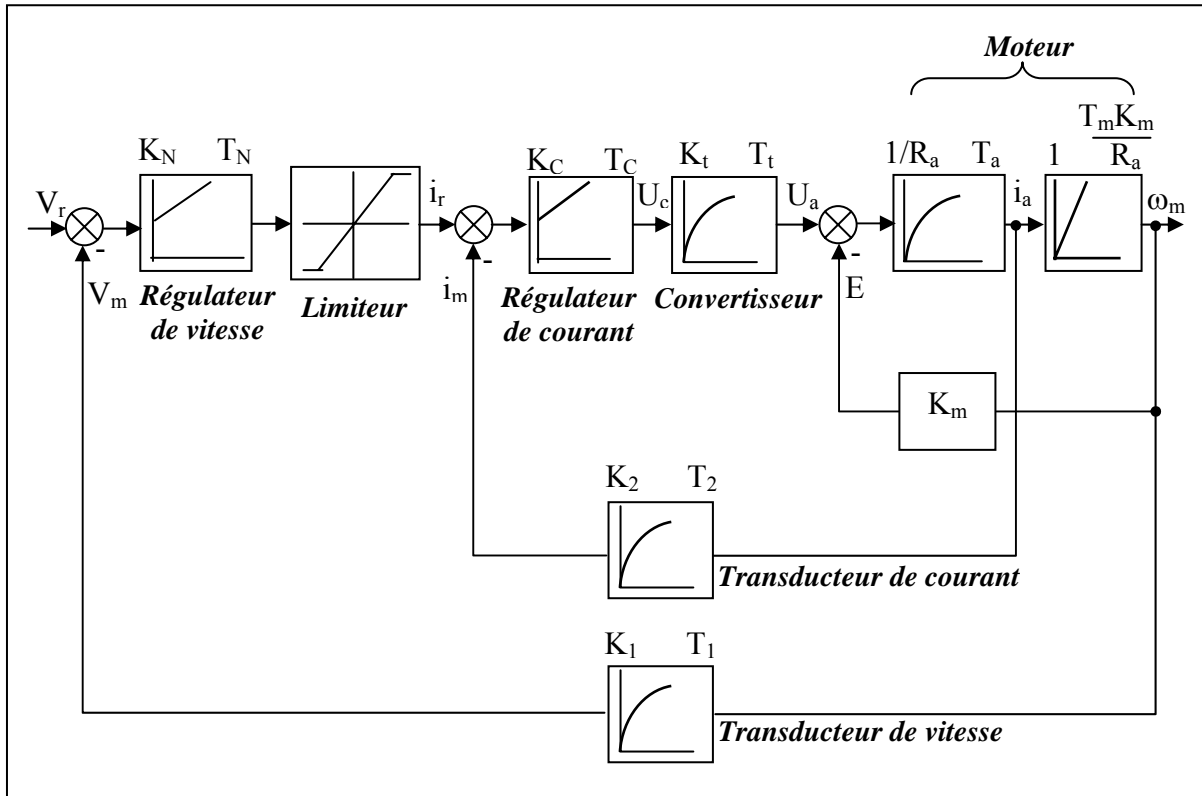 Moteur
K_N T_N
K_C T_C
K_t T_t
1/R_a T_a
1
T_mK_m
R_a
V_r
-
V_m
i_r
-
i_m
U_c
U_a
-
E
i_a
ω_m
Régulateur
de vitesse
Limiteur
Régulateur
de courant
Convertisseur
K_m
K_2 T_2
Transducteur de courant
K_1 T_1
Transducteur de vitesse